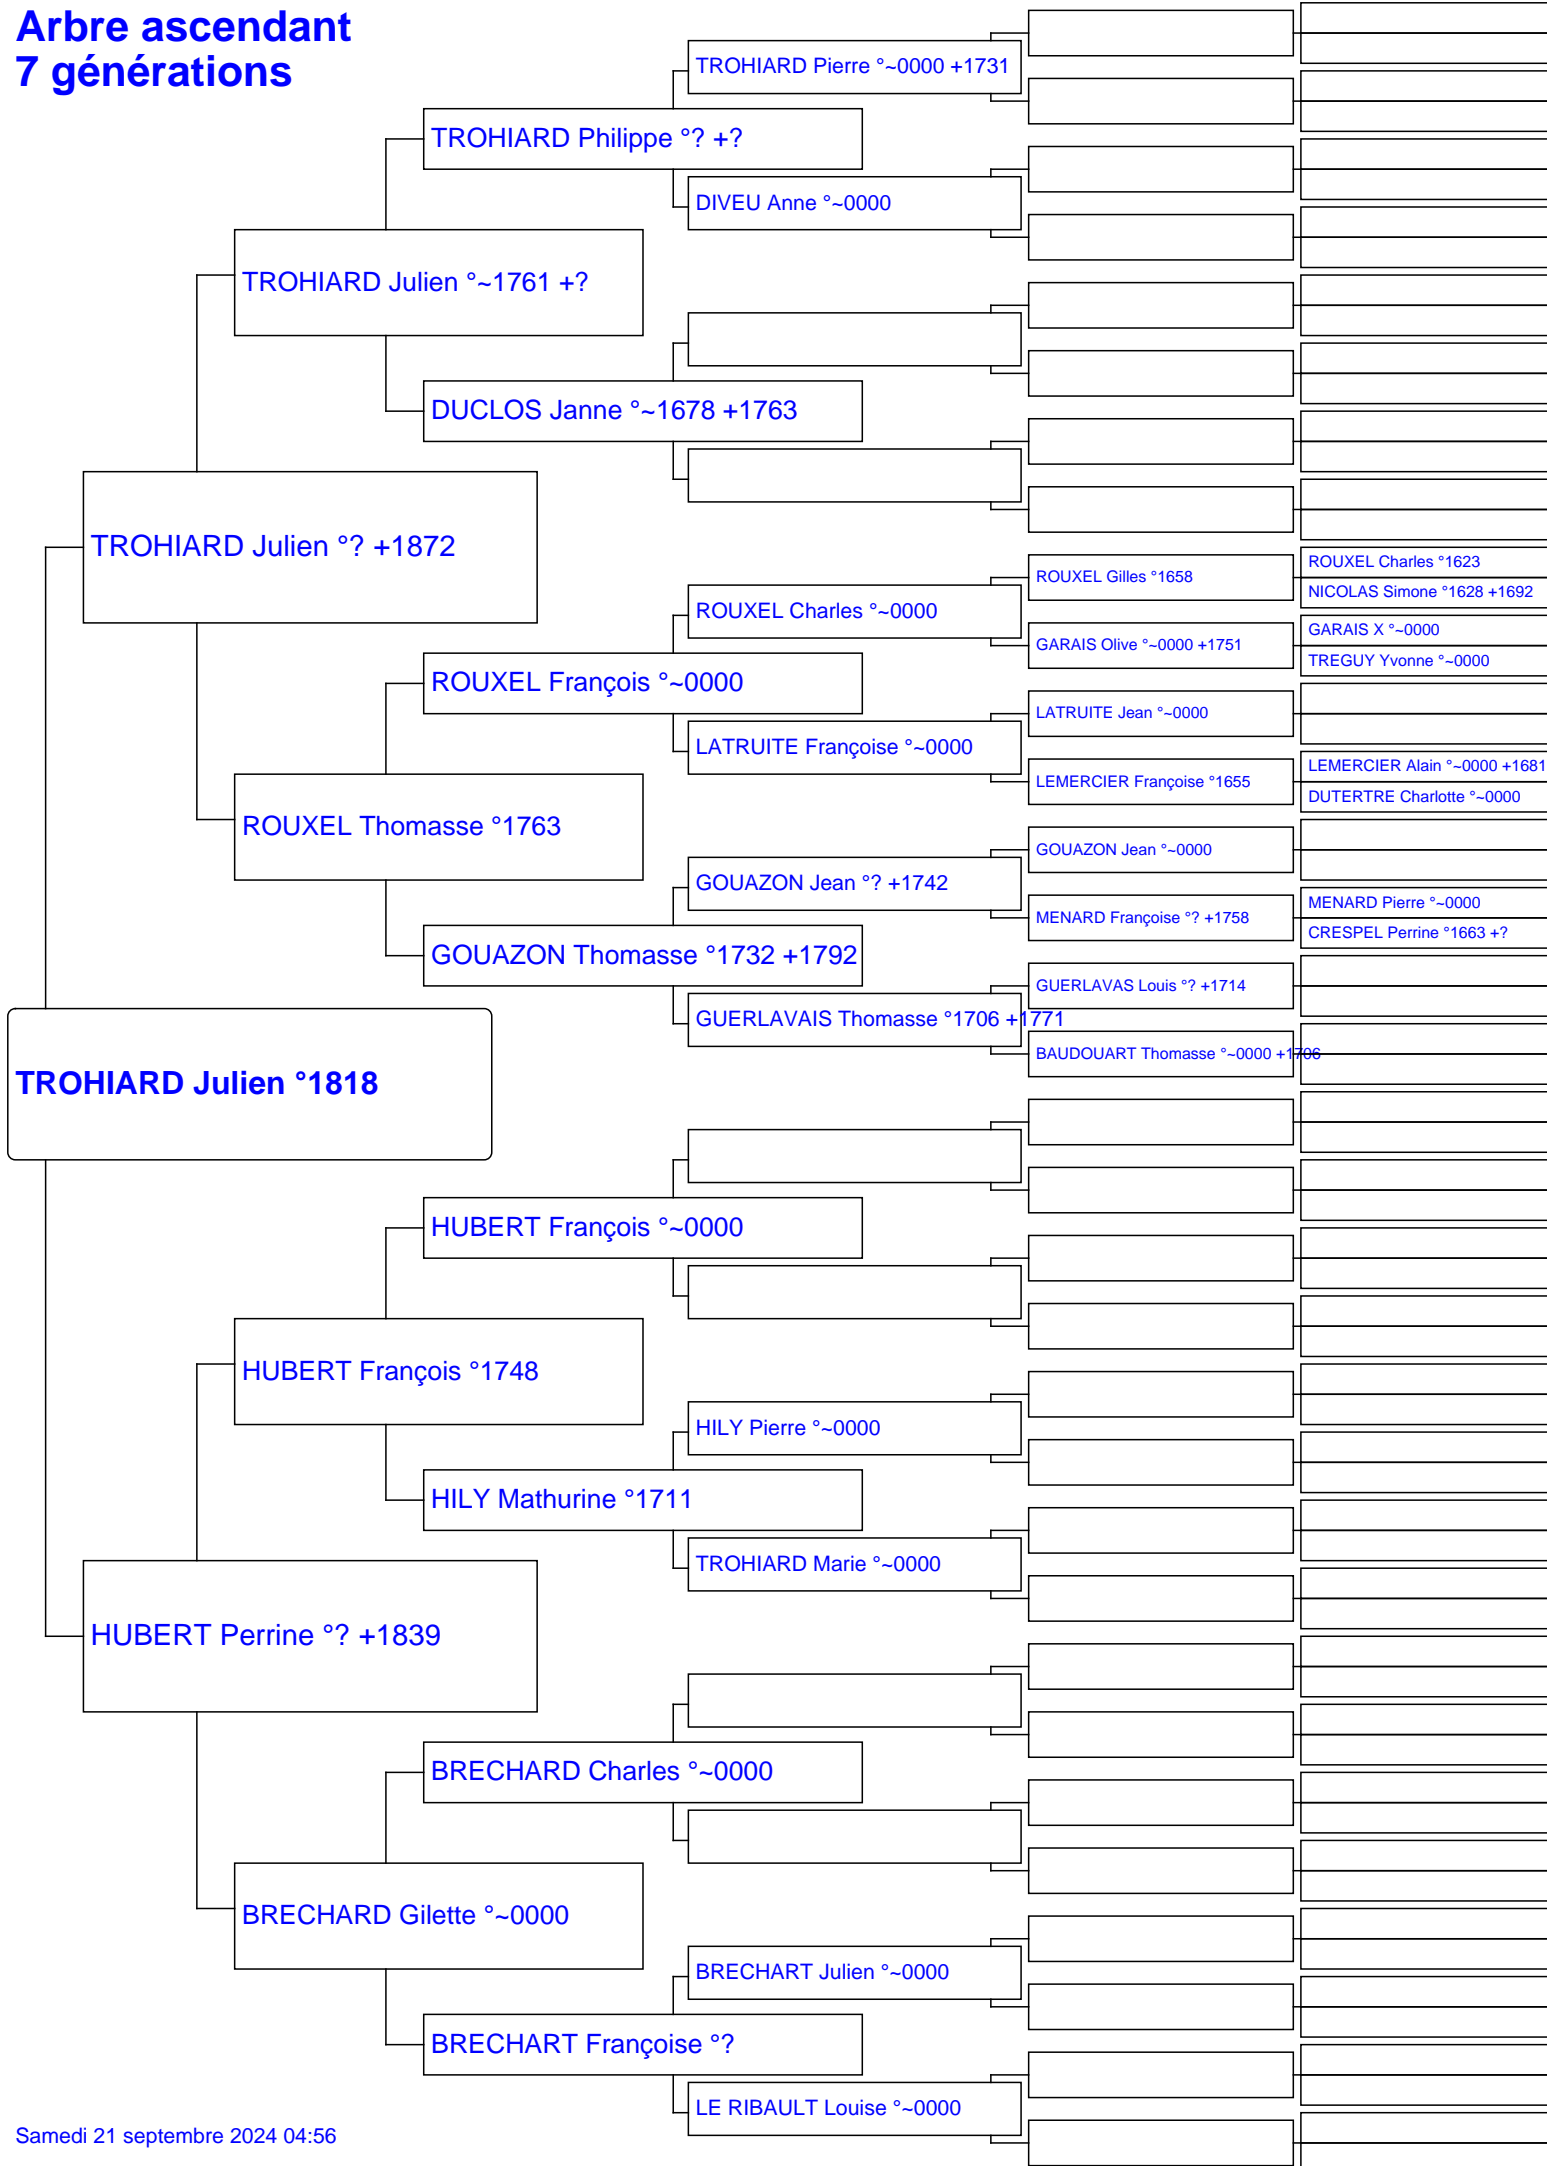 Arbre ascendant
7 générations
TROHIARD Pierre °~0000 +1731
TROHIARD Philippe °? +?
DIVEU Anne °~0000
TROHIARD Julien °~1761 +?
DUCLOS Janne °~1678 +1763
TROHIARD Julien °? +1872
ROUXEL Charles °1623
ROUXEL Gilles °1658
NICOLAS Simone °1628 +1692
ROUXEL Charles °~0000
GARAIS X °~0000
GARAIS Olive °~0000 +1751
TREGUY Yvonne °~0000
ROUXEL François °~0000
LATRUITE Jean °~0000
LATRUITE Françoise °~0000
LEMERCIER Alain °~0000 +1681
LEMERCIER Françoise °1655
DUTERTRE Charlotte °~0000
ROUXEL Thomasse °1763
GOUAZON Jean °~0000
GOUAZON Jean °? +1742
MENARD Pierre °~0000
MENARD Françoise °? +1758
CRESPEL Perrine °1663 +?
GOUAZON Thomasse °1732 +1792
GUERLAVAS Louis °? +1714
GUERLAVAIS Thomasse °1706 +1771
BAUDOUART Thomasse °~0000 +1706
TROHIARD Julien °1818
HUBERT François °~0000
HUBERT François °1748
HILY Pierre °~0000
HILY Mathurine °1711
TROHIARD Marie °~0000
HUBERT Perrine °? +1839
BRECHARD Charles °~0000
BRECHARD Gilette °~0000
BRECHART Julien °~0000
BRECHART Françoise °?
LE RIBAULT Louise °~0000
Samedi 21 septembre 2024 04:56